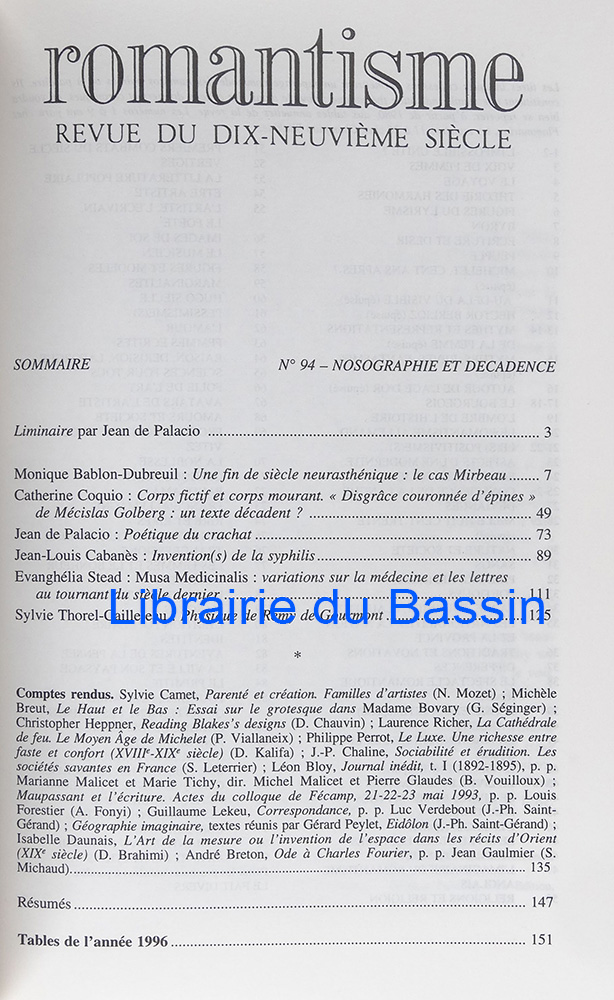 romantisme
REVUE DU DIX-NEUVIÈME SIÈCLE
SOMMAIRE N° 94 – NOSOGRAPHIE ET DECADENCE
Liminaire par Jean de Palacio ........ 3
Monique Bablon-Dubreuil : Une fin de siècle neurasthénique : le cas Mirbeau ........ 7
Catherine Coquio : Corps fictif et corps mourant. « Disgrâce couronnée d'épines »
de Mécislas Golberg : un texte décadent ? ........ 49
Jean de Palacio : Poétique du crachat ........ 73
Jean-Louis Cabanès : Invention(s) de la syphilis ........ 89
Evanghélia Stead : Musa Medicinalis : variations sur la médecine et les lettres
au tournant du siècle dernier ........ 111
Librairie du Bassin
Sylvie Thorel-Cailleteau : Physique de Remy de Gourmont ........ 125
*
Comptes rendus. Sylvie Camet, Parenté et création. Familles d'artistes (N. Mozet) ; Michèle
Breut, Le Haut et le Bas : Essai sur le grotesque dans Madame Bovary (G. Séginger) ;
Christopher Heppner, Reading Blakes's designs (D. Chauvin) ; Laurence Richer, La Cathédrale
de feu. Le Moyen Âge de Michelet (P. Viallaneix) ; Philippe Perrot, Le Luxe. Une richesse entre
faste et confort (XVIIIe-XIXe siècle) (D. Kalifa) ; J.-P. Chaline, Sociabilité et érudition. Les
sociétés savantes en France (S. Leterrier) ; Léon Bloy, Journal inédit, t. I (1892-1895), p. p.
Marianne Malicet et Marie Tichy, dir. Michel Malicet et Pierre Glaudes (B. Vouilloux) ;
Maupassant et l'écriture. Actes du colloque de Fécamp, 21-22-23 mai 1993, p. p. Louis
Forestier (A. Fonyi) ; Guillaume Lekeu, Correspondance, p. p. Luc Verdebout (J.-Ph. Saint-
Gérand) ; Géographie imaginaire, textes réunis par Gérard Peylet, Eidôlon (J.-Ph. Saint-Gérand) ;
Isabelle Daunais, L'Art de la mesure ou l'invention de l'espace dans les récits d'Orient
(XIXe siècle) (D. Brahimi) ; André Breton, Ode à Charles Fourier, p. p. Jean Gaulmier (S.
Michaud) ........ 135
Résumés ........ 147
Tables de l'année 1996 ........ 151